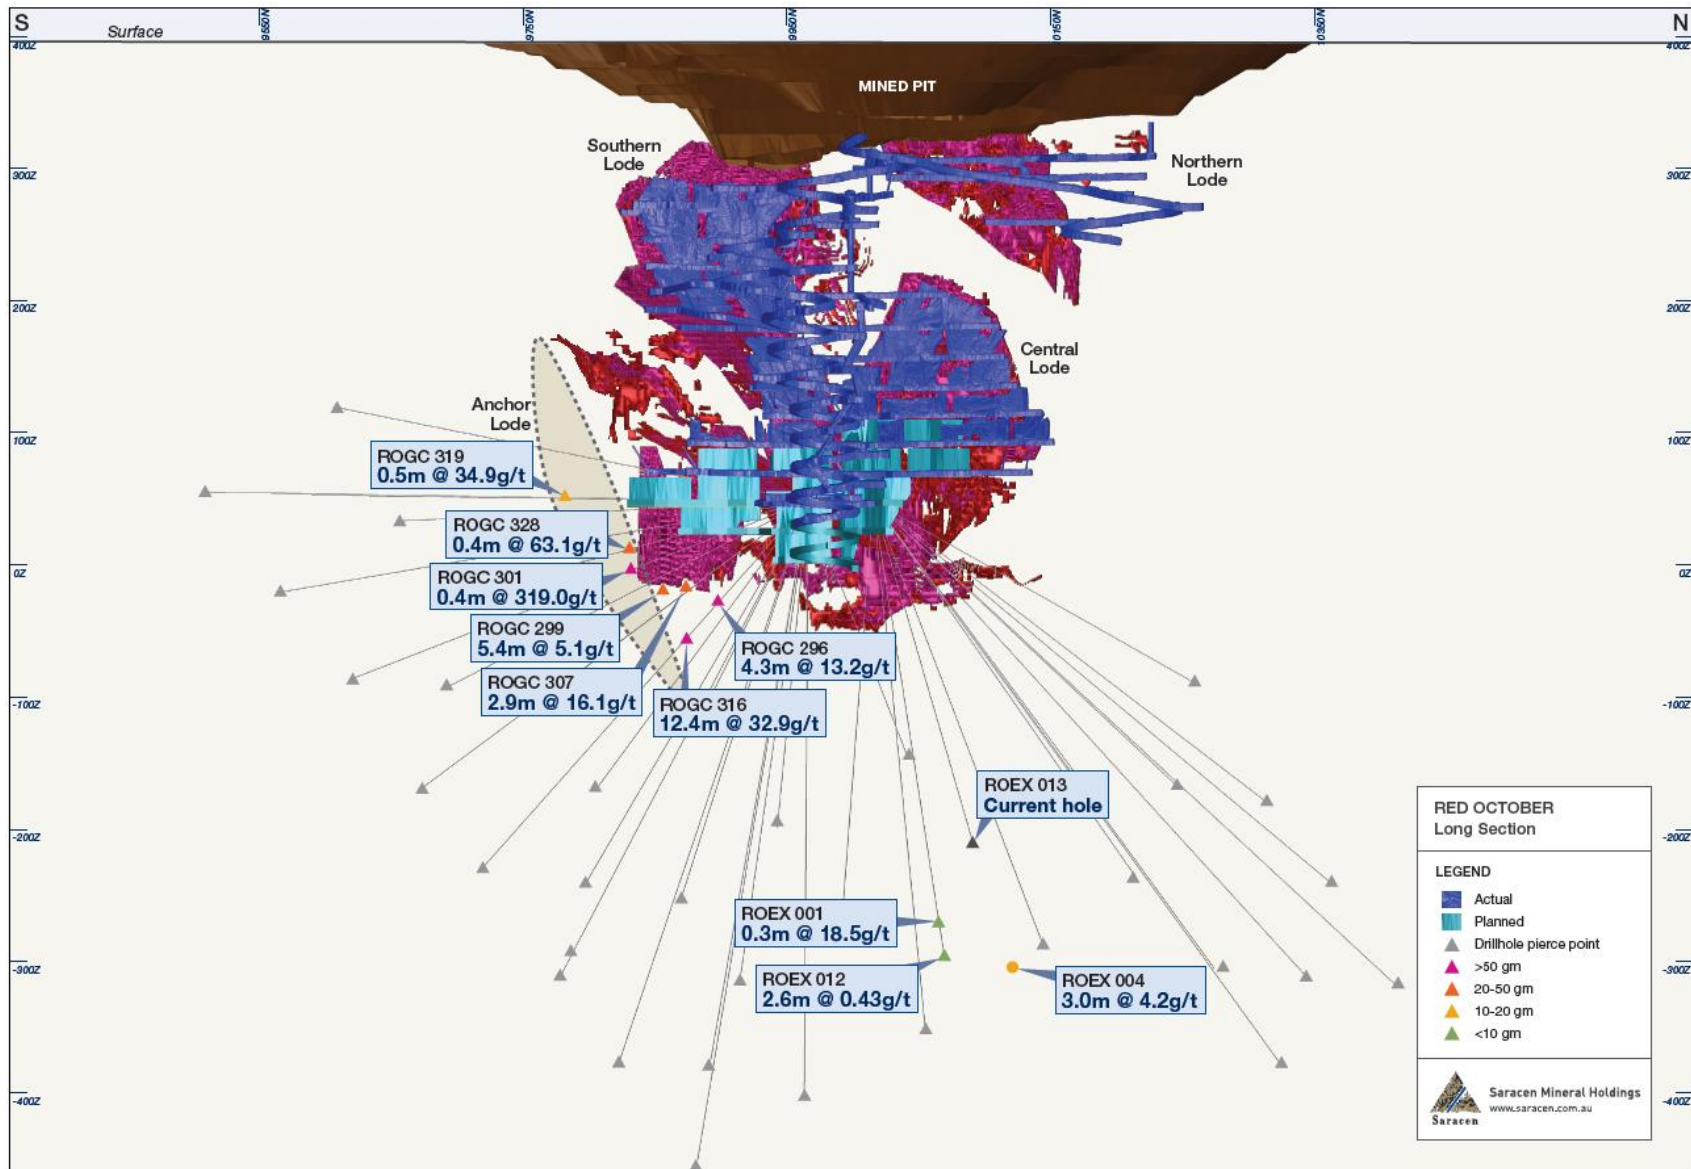 S
N
Surface
9550N
9750N
9950N
10150N
10350N
400Z
400Z
MINED PIT
Southern
Lode
Northern
Lode
300Z
300Z
200Z
200Z
Central
Lode
Anchor
Lode
100Z
100Z
ROGC 319
0.5m @ 34.9g/t
ROGC 328
0.4m @ 63.1g/t
0Z
0Z
ROGC 301
0.4m @ 319.0g/t
ROGC 299
5.4m @ 5.1g/t
ROGC 296
4.3m @ 13.2g/t
ROGC 307
2.9m @ 16.1g/t
ROGC 316
12.4m @ 32.9g/t
-100Z
-100Z
ROEX 013
Current hole
-200Z
-200Z
ROEX 001
0.3m @ 18.5g/t
ROEX 012
2.6m @ 0.43g/t
ROEX 004
3.0m @ 4.2g/t
-300Z
-300Z
-400Z
-400Z
RED OCTOBER
Long Section
LEGEND
Actual
Planned
Drillhole pierce point
>50 gm
20-50 gm
10-20 gm
<10 gm
Saracen
Saracen Mineral Holdings
www.saracen.com.au